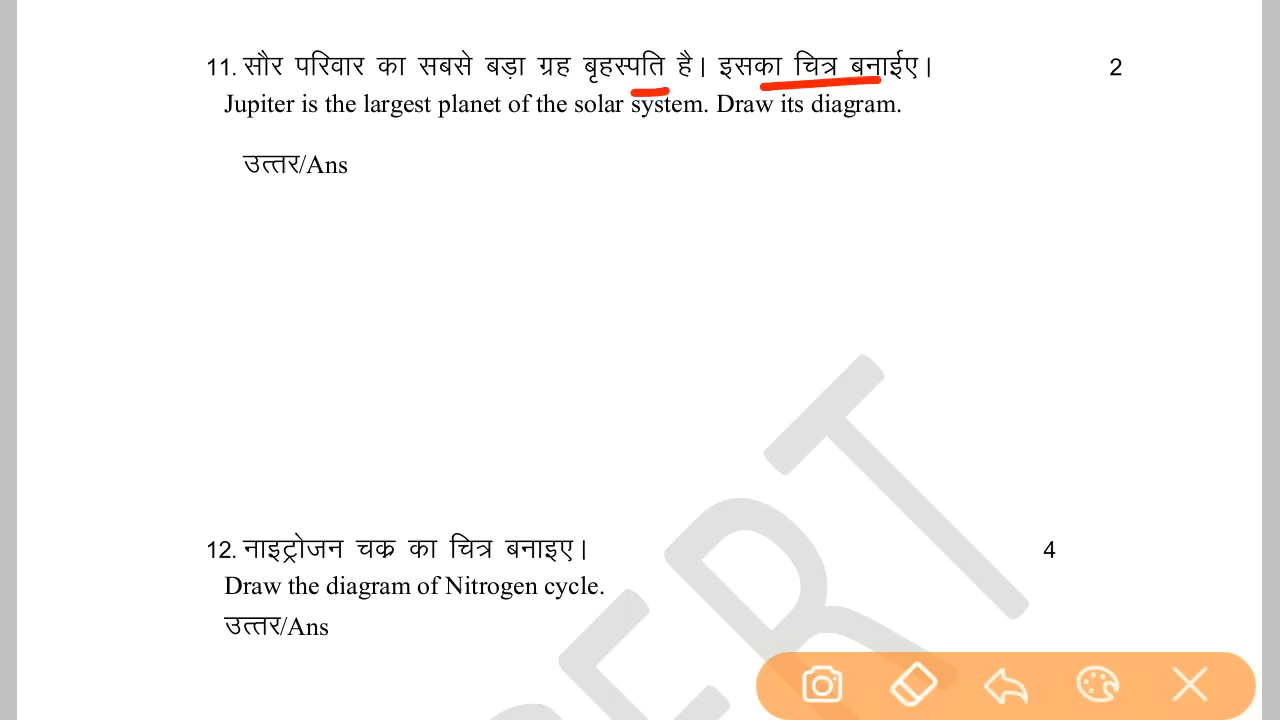 11. सौर परिवार का सबसे बड़ा ग्रह बृहस्पति है। इसका चित्र बनाईए। 2
Jupiter is the largest planet of the solar system. Draw its diagram.
उत्तर/Ans
12. नाइट्रोजन चक्र का चित्र बनाइए। 4
Draw the diagram of Nitrogen cycle.
उत्तर/Ans
ERT